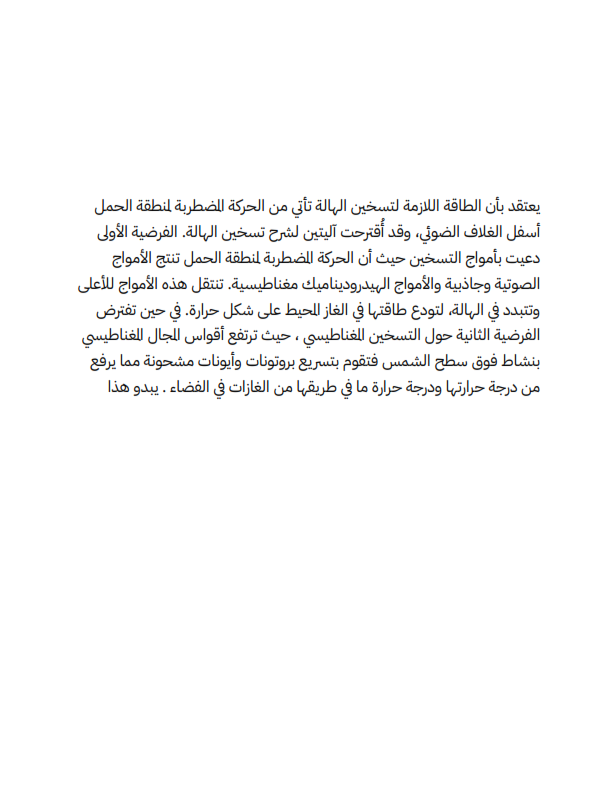 يعتقد بأن الطاقة اللازمة لتسخين الهالة تأتي من الحركة المضطربة لمنطقة الحمل
أسفل الغلاف الضوئي، وقد أُقترحت آليتين لشرح تسخين الهالة. الفرضية الأولى
دعيت بأمواج التسخين حيث أن الحركة المضطربة لمنطقة الحمل تنتج الأمواج
الصوتية وجاذبية والأمواج الهيدروديناميك مغناطيسية. تنتقل هذه الأمواج للأعلى
وتتبدد في الهالة، لتودع طاقتها في الغاز المحيط على شكل حرارة. في حين تفترض
الفرضية الثانية حول التسخين المغناطيسي ، حيث ترتفع أقواس المجال المغناطيسي
بنشاط فوق سطح الشمس فتقوم بتسريع بروتونات وأيونات مشحونة مما يرفع
من درجة حرارتها ودرجة حرارة ما في طريقها من الغازات في الفضاء . يبدو هذا